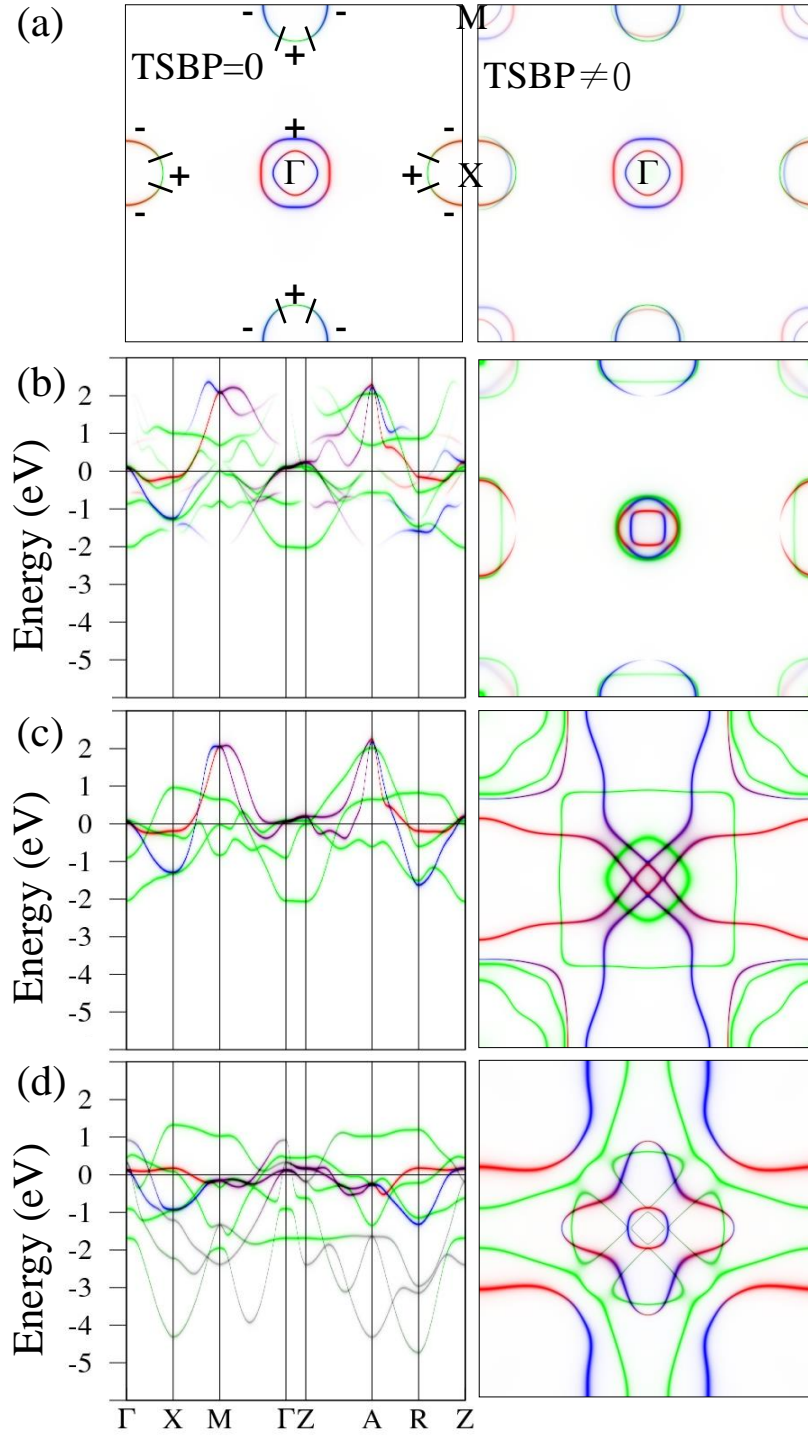 (a)
TSBP=0
TSBP≠0
M
- - + - -
+ + + Γ X Γ
- -
- + -
(b)
Energy (eV)
2
1
0
-1
-2
-3
-4
-5
(c)
Energy (eV)
2
1
0
-1
-2
-3
-4
-5
(d)
Energy (eV)
2
1
0
-1
-2
-3
-4
-5
Γ X M Γ Z A R Z